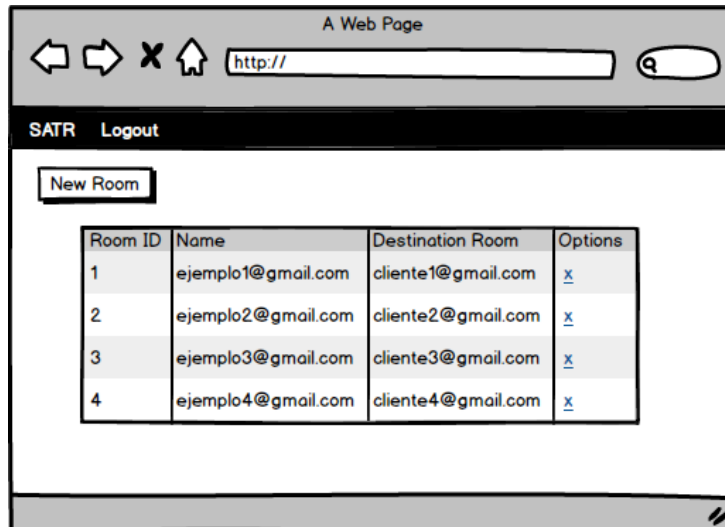 A Web Page
http://
SATR Logout
New Room
Room ID Name Destination Room Options
1 ejemplo1@gmail.com cliente1@gmail.com x
2 ejemplo2@gmail.com cliente2@gmail.com x
3 ejemplo3@gmail.com cliente3@gmail.com x
4 ejemplo4@gmail.com cliente4@gmail.com x